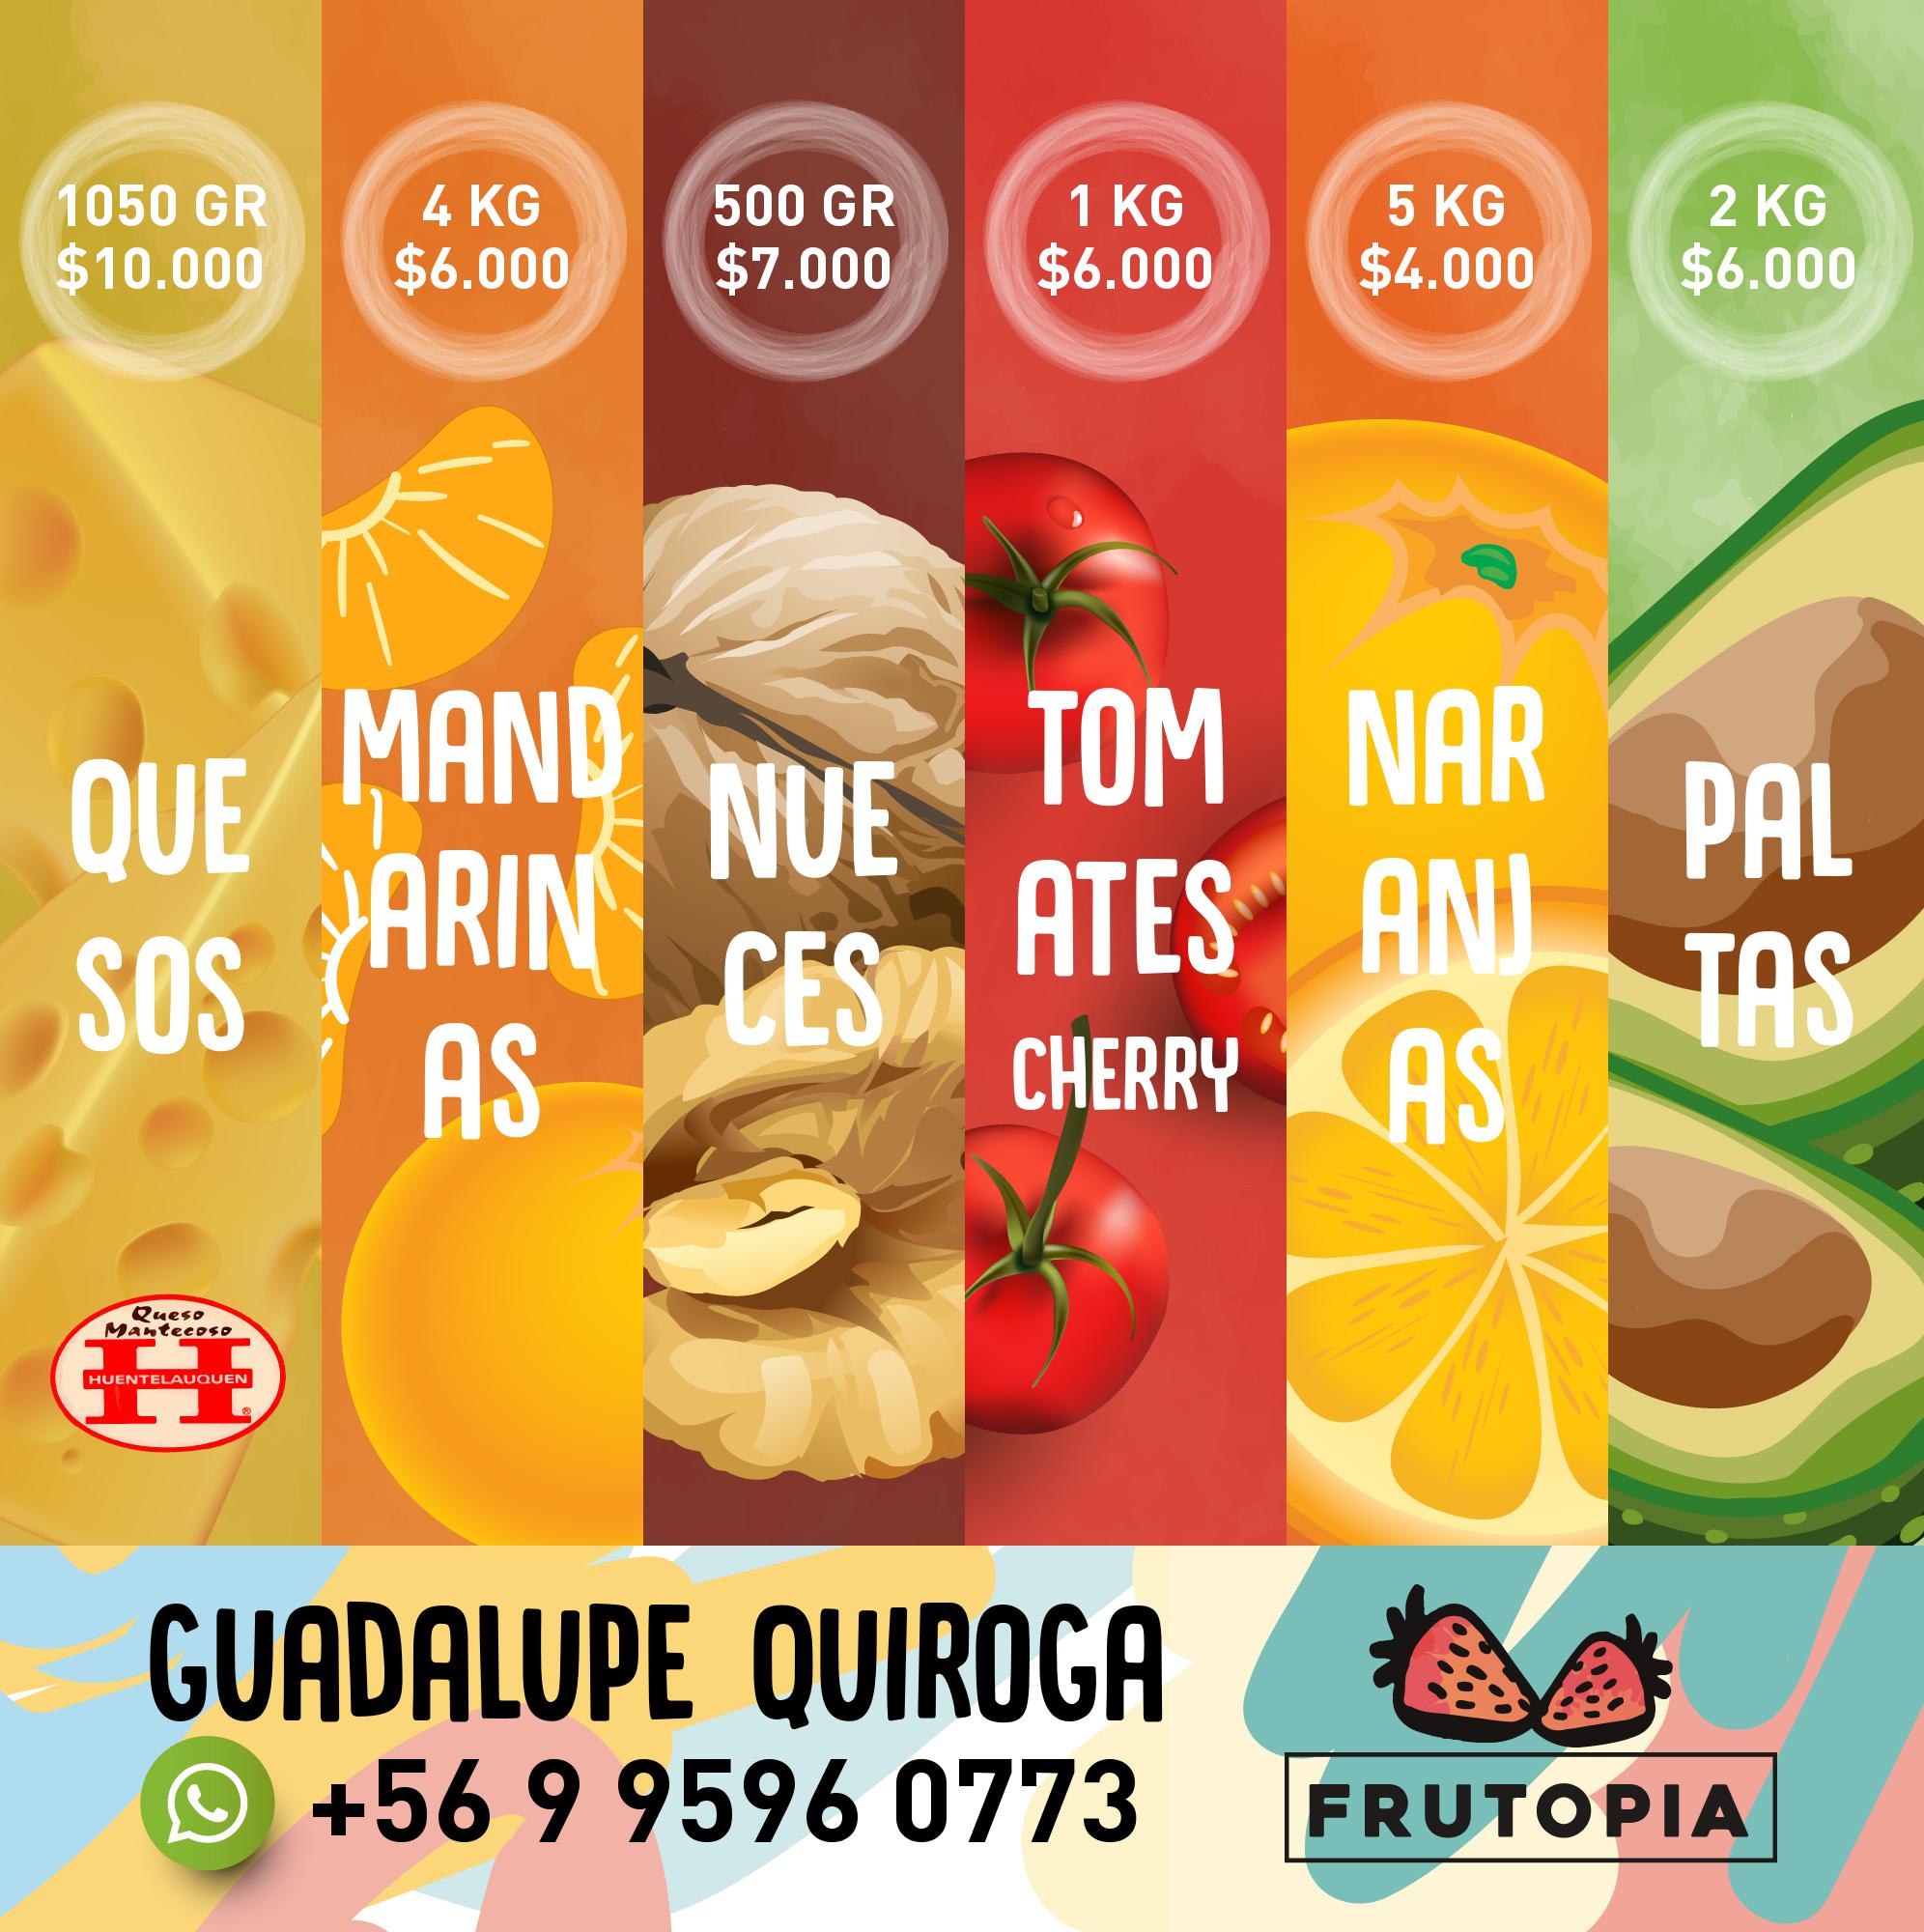 1050 GR
$10.000
QUE
SOS
Queso
Mantecoso
H
HUENTELAUQUEN
®
4 KG
$6.000
MAND
ARIN
AS
500 GR
$7.000
NUE
CES
1 KG
$6.000
TOM
ATES
CHERRY
5 KG
$4.000
NAR
ANJ
AS
2 KG
$6.000
PAL
TAS
GUADALUPE QUIROGA
+56 9 9596 0773
FRUTOPIA